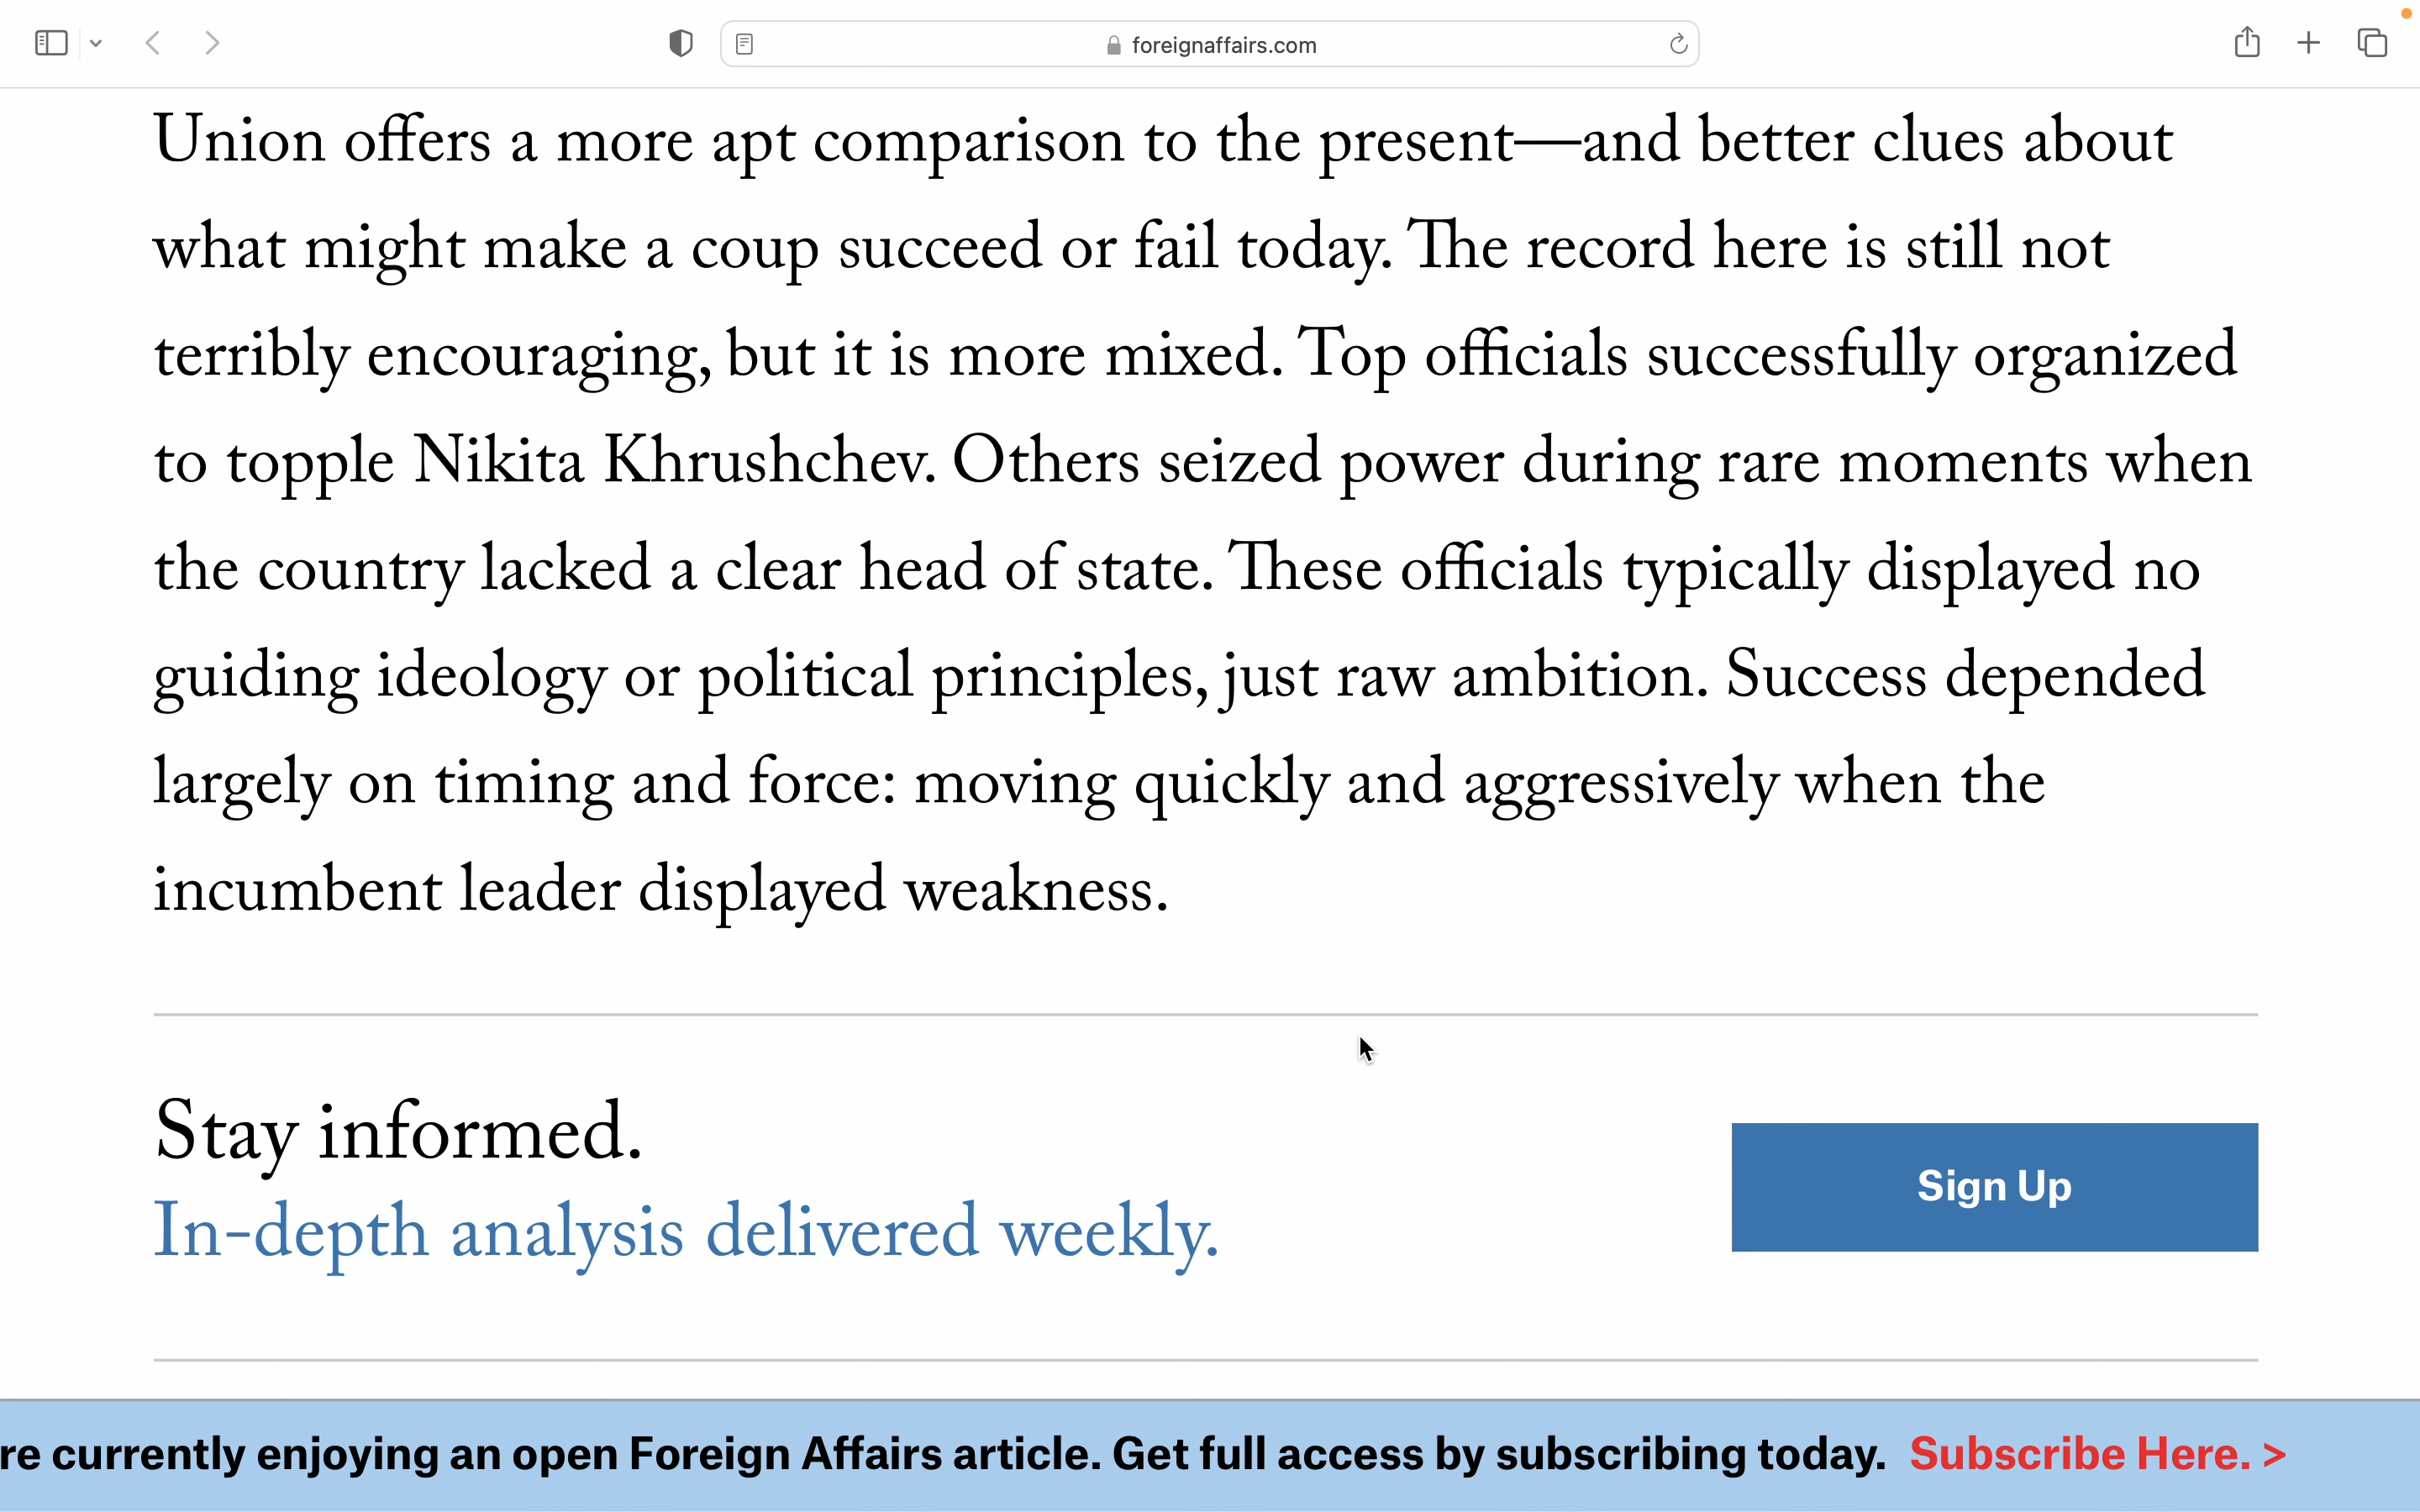 foreignaffairs.com
Union offers a more apt comparison to the present—and better clues about
what might make a coup succeed or fail today. The record here is still not
terribly encouraging, but it is more mixed. Top officials successfully organized
to topple Nikita Khrushchev. Others seized power during rare moments when
the country lacked a clear head of state. These officials typically displayed no
guiding ideology or political principles, just raw ambition. Success depended
largely on timing and force: moving quickly and aggressively when the
incumbent leader displayed weakness.
Stay informed.
In-depth analysis delivered weekly.
Sign Up
re currently enjoying an open Foreign Affairs article. Get full access by subscribing today. Subscribe Here. >